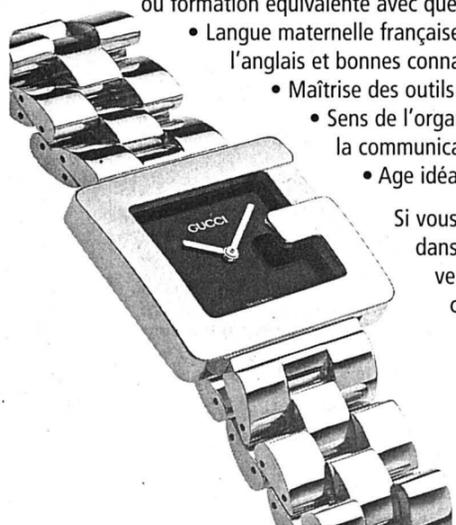 ou formation équivalente avec que
• Langue maternelle française
l'anglais et bonnes conna
• Maîtrise des outils
• Sens de l'orga
la communica
• Age idéa
Si vous
dans
ve
GUCCI